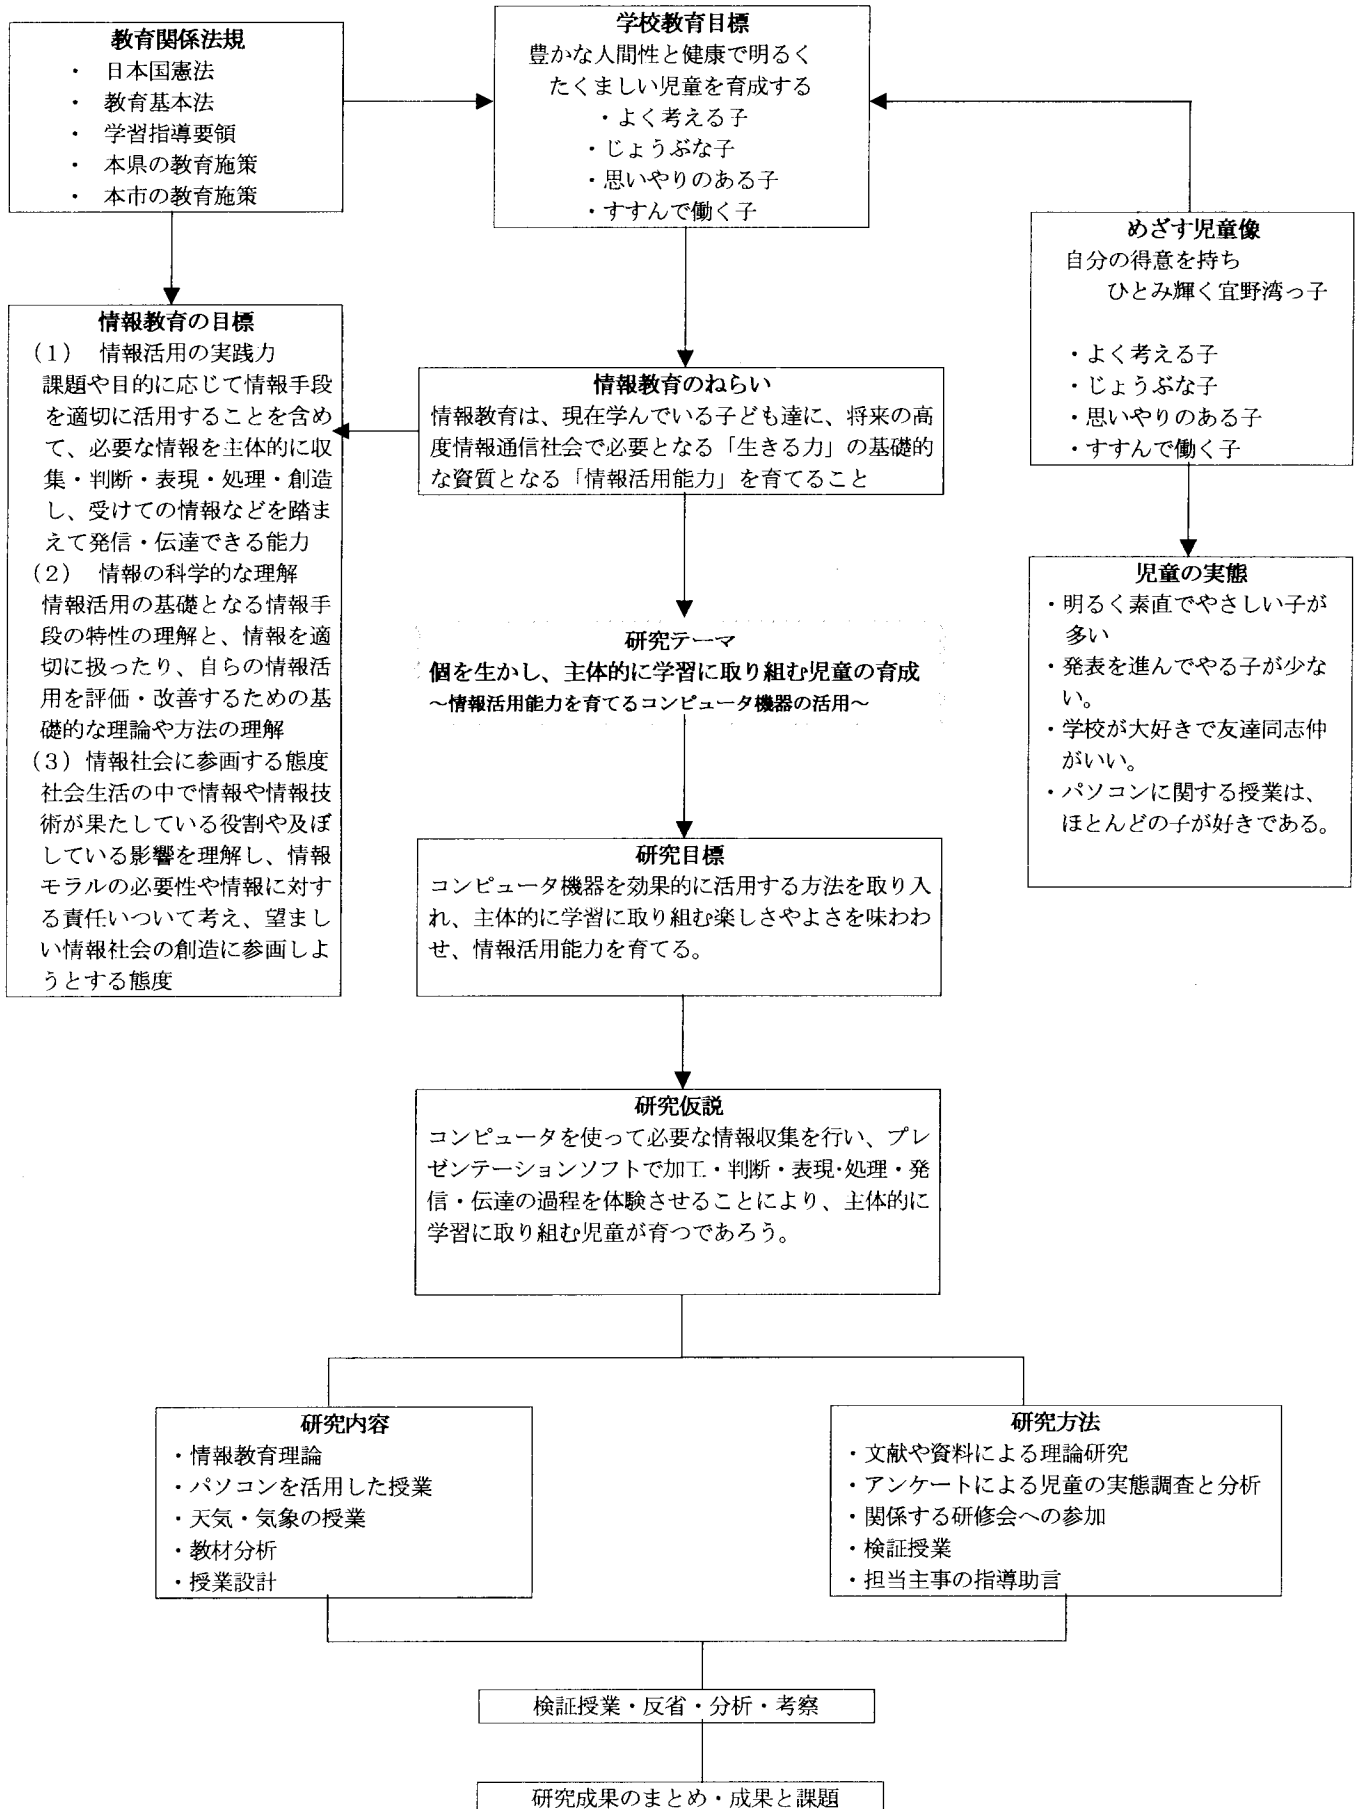 教育関係法規
・ 日本国憲法
・ 教育基本法
・ 学習指導要領
・ 本県の教育施策
・ 本市の教育施策
学校教育目標
豊かな人間性と健康で明るく
たくましい児童を育成する
・よく考える子
・じょうぶな子
・思いやりのある子
・すすんで働く子
めざす児童像
自分の得意を持ち
ひとみ輝く宜野湾っ子
・よく考える子
・じょうぶな子
・思いやりのある子
・すすんで働く子
情報教育の目標
(1) 情報活用の実践力
課題や目的に応じて情報手段
を適切に活用することを含め
て、必要な情報を主体的に収
集・判断・表現・処理・創造
し、受けての情報などを踏ま
えて発信・伝達できる能力
(2) 情報の科学的な理解
情報活用の基礎となる情報手
段の特性の理解と、情報を適
切に扱ったり、自らの情報活
用を評価・改善するための基
礎的な理論や方法の理解
(3)情報社会に参画する態度
社会生活の中で情報や情報技
術が果たしている役割や及ぼ
している影響を理解し、情報
モラルの必要性や情報に対す
る責任いついて考え、望まし
い情報社会の創造に参画しよ
うとする態度
情報教育のねらい
情報教育は、現在学んでいる子ども達に、将来の高
度情報通信社会で必要となる「生きる力」の基礎的
な資質となる「情報活用能力」を育てること
児童の実態
・明るく素直でやさしい子が
多い
・発表を進んでやる子が少な
い。
・学校が大好きで友達同志仲
がいい。
・パソコンに関する授業は、
ほとんどの子が好きである。
研究テーマ
個を生かし、主体的に学習に取り組む児童の育成
～情報活用能力を育てるコンピュータ機器の活用～
研究目標
コンピュータ機器を効果的に活用する方法を取り入
れ、主体的に学習に取り組む楽しさやよさを味わわ
せ、情報活用能力を育てる。
研究仮説
コンピュータを使って必要な情報収集を行い、プレ
ゼンテーションソフトで加工・判断・表現・処理・発
信・伝達の過程を体験させることにより、主体的に
学習に取り組む児童が育つであろう。
研究内容
・情報教育理論
・パソコンを活用した授業
・天気・気象の授業
・教材分析
・授業設計
研究方法
・文献や資料による理論研究
・アンケートによる児童の実態調査と分析
・関係する研修会への参加
・検証授業
・担当主事の指導助言
検証授業・反省・分析・考察
研究成果のまとめ・成果と課題